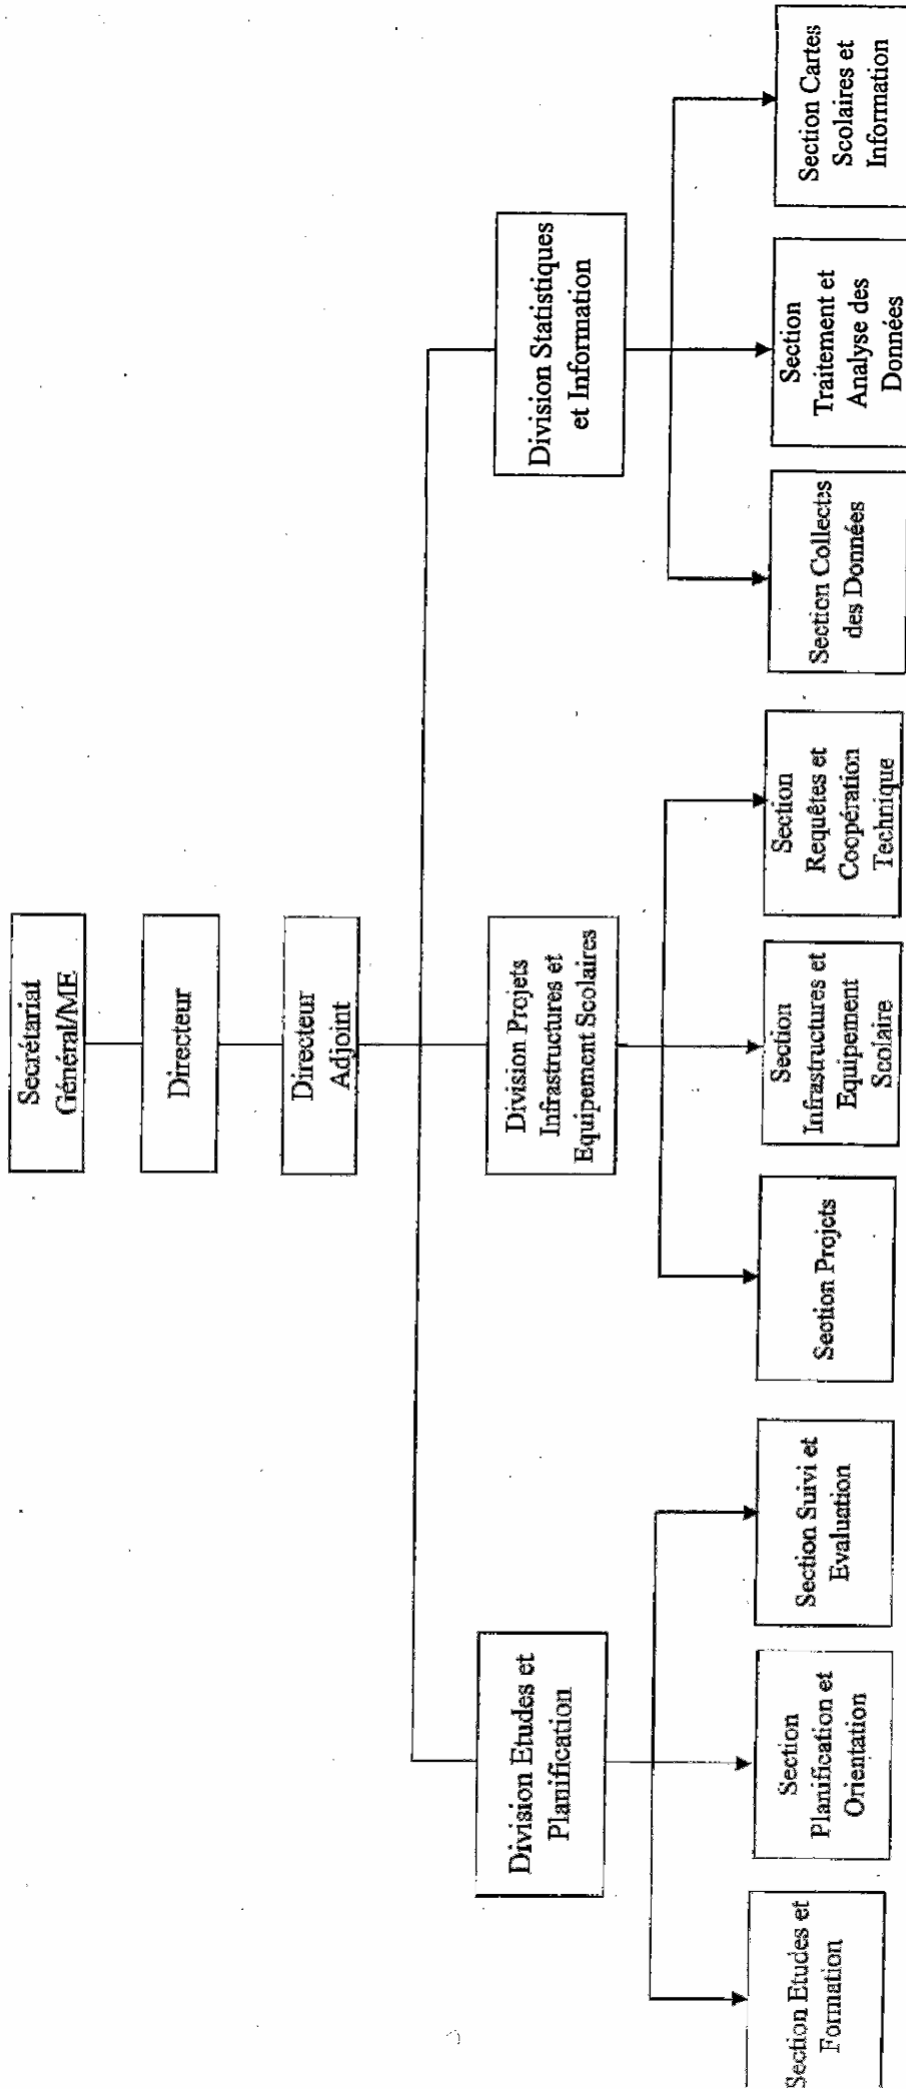 Secrétariat
Général/ME
Directeur
Directeur
Adjoint
Division Etudes et
Planification
Division Projets
Infrastructures et
Equipement Scolaires
Division Statistiques
et Information
Section Etudes et
Formation
Section
Planification et
Orientation
Section Suivi et
Evaluation
Section Projets
Section
Infrastructures et
Equipement
Scolaire
Section
Requêtes et
Coopération
Technique
Section Collectes
des Données
Section
Traitement et
Analyse des
Données
Section Cartes
Scolaires et
Information